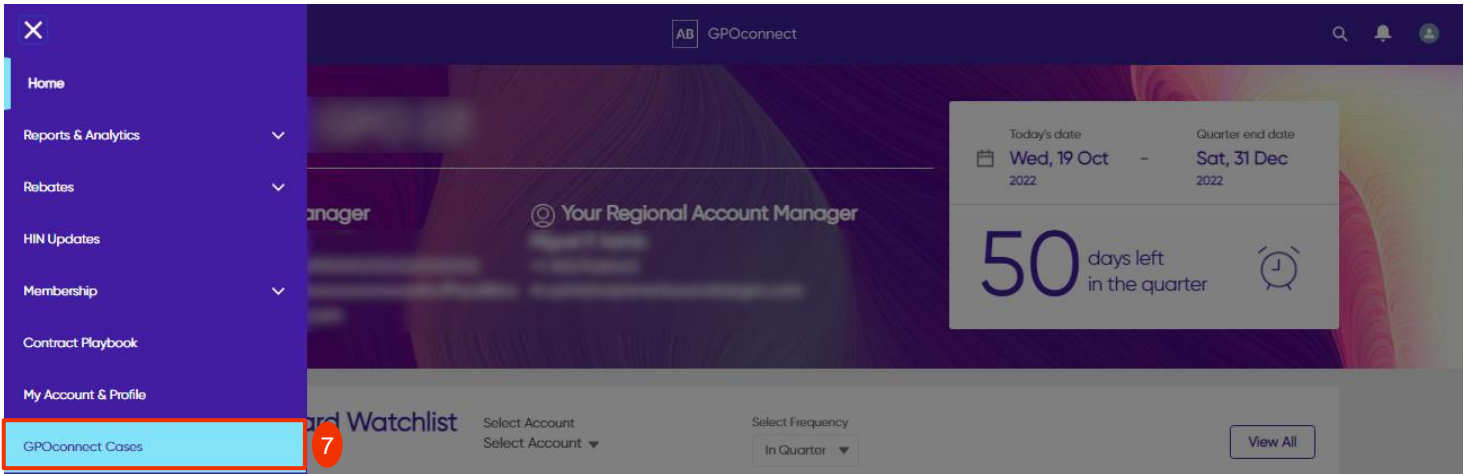 AB GPOconnect
Home
Reports & Analytics
Rebates
HIN Updates
Membership
Contract Playbook
My Account & Profile
GPOconnect Cases
7
anager
Your Regional Account Manager
Today's date
Wed, 19 Oct
2022
-
Quarter end date
Sat, 31 Dec
2022
50
days left
in the quarter
ard Watchlist
Select Account
Select Account
Select Frequency
In Quarter
View All